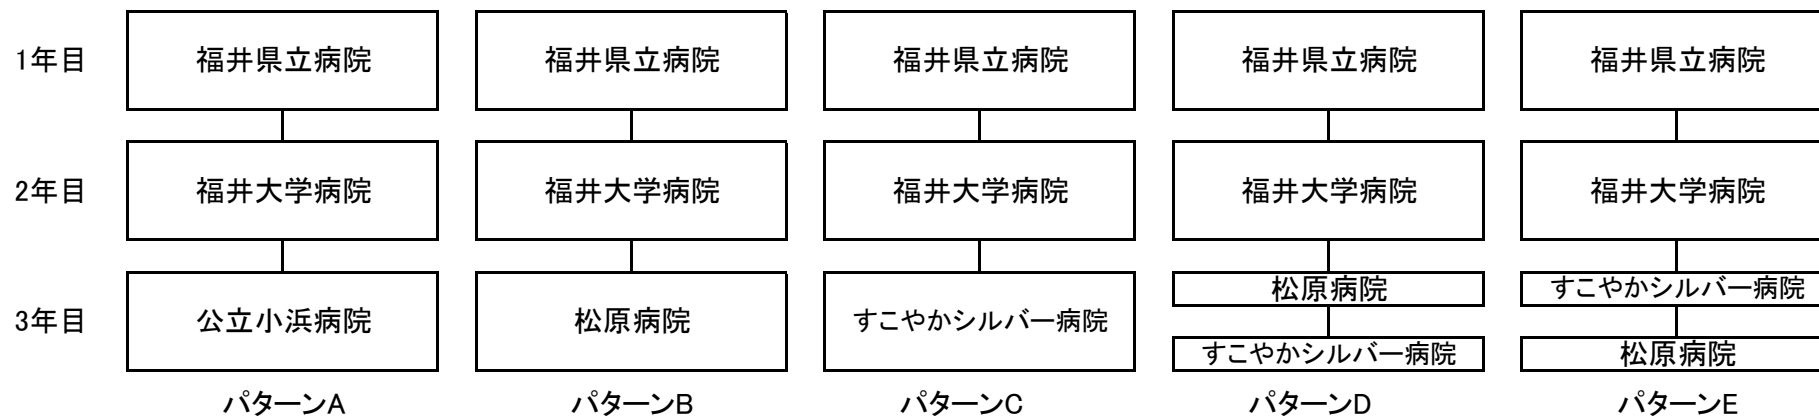 1年目 福井県立病院 福井県立病院 福井県立病院 福井県立病院 福井県立病院
2年目 福井大学病院 福井大学病院 福井大学病院 福井大学病院 福井大学病院
松原病院 すこやかシルバー病院
3年目 公立小浜病院 松原病院 すこやかシルバー病院
すこやかシルバー病院 松原病院
パターンA パターンB パターンC パターンD パターンE